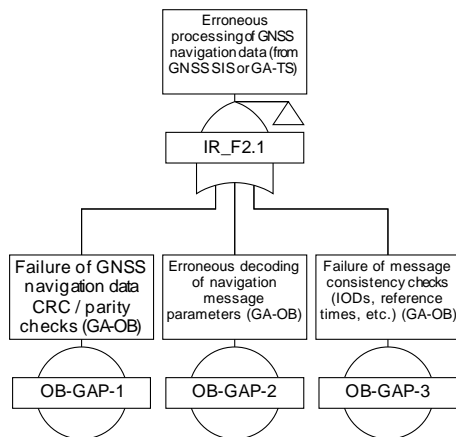 Erroneous
processing of GNSS
navigation data (from
GNSS SIS or GA-TS)
IR_F2.1
Failure of GNSS
navigation data
CRC / parity
checks (GA-OB)
Erroneous decoding
of navigation
message
parameters (GA-OB)
Failure of message
consistency checks
(IODs, reference
times, etc.) (GA-OB)
OB-GAP-1
OB-GAP-2
OB-GAP-3